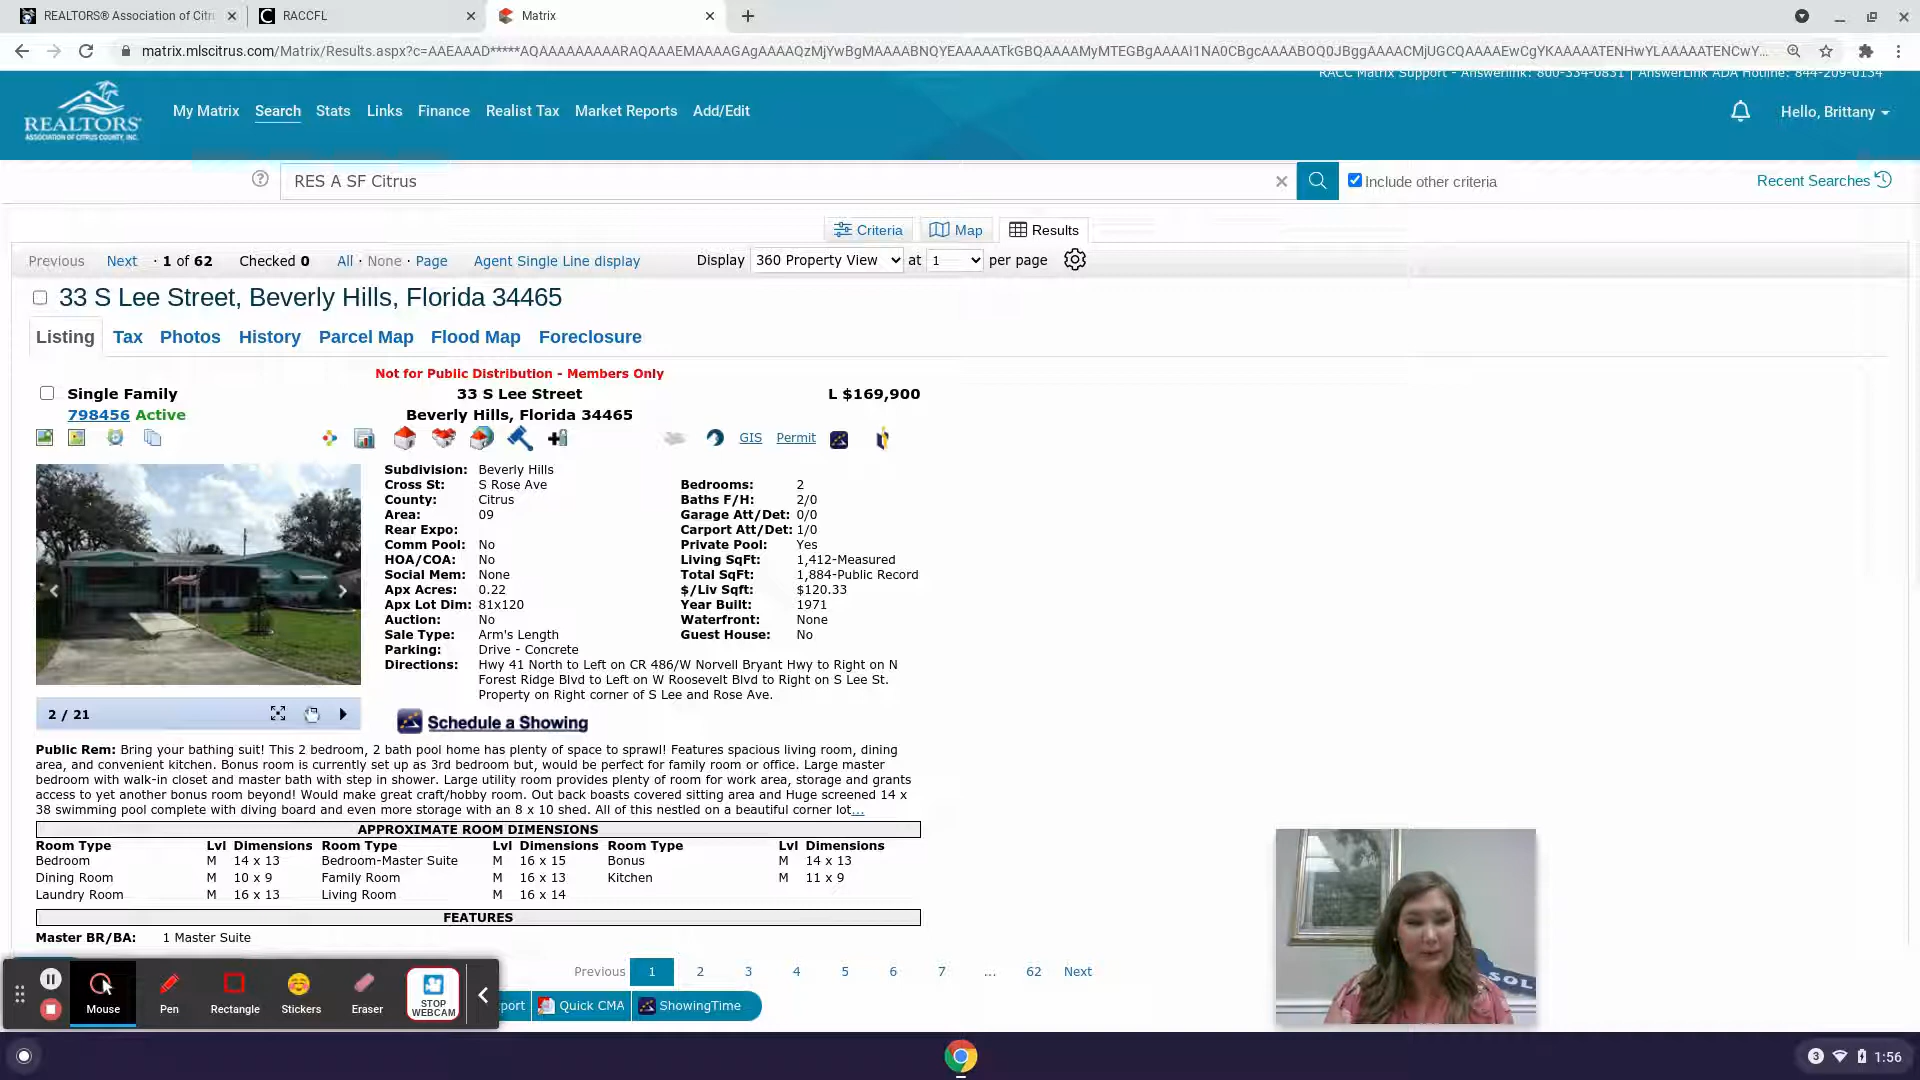 REALTORS® Association of Citr
RACCFL
Matrix
matrix.mlscitrus.com/Matrix/Results.aspx?c=
RACC Matrix Support - Answerlink: 800-334-0831 | AnswerLink ADA Hotline: 844-209-0134
REALTORS®
ASSOCIATION OF CITRUS COUNTY, INC.
My Matrix Search Stats Links Finance Realist Tax Market Reports Add/Edit
Hello, Brittany
RES A SF Citrus
Include other criteria
Recent Searches
Criteria Map Results
Previous Next · 1 of 62 Checked 0 All · None · Page Agent Single Line display Display 360 Property View at 1 per page
33 S Lee Street, Beverly Hills, Florida 34465
Listing Tax Photos History Parcel Map Flood Map Foreclosure
Not for Public Distribution - Members Only
Single Family 33 S Lee Street L $169,900
798456 Active Beverly Hills, Florida 34465
GIS Permit
Subdivision: Beverly Hills
Cross St: S Rose Ave Bedrooms: 2
County: Citrus Baths F/H: 2/0
Area: 09 Garage Att/Det: 0/0
Rear Expo: Carport Att/Det: 1/0
Comm Pool: No Private Pool: Yes
HOA/COA: No Living SqFt: 1,412-Measured
Social Mem: None Total SqFt: 1,884-Public Record
Apx Acres: 0.22 $/Liv Sqft: $120.33
Apx Lot Dim: 81x120 Year Built: 1971
Auction: No Waterfront: None
Sale Type: Arm's Length Guest House: No
Parking: Drive - Concrete
Directions: Hwy 41 North to Left on CR 486/W Norvell Bryant Hwy to Right on N
Forest Ridge Blvd to Left on W Roosevelt Blvd to Right on S Lee St.
Property on Right corner of S Lee and Rose Ave.
2 / 21
Schedule a Showing
Public Rem: Bring your bathing suit! This 2 bedroom, 2 bath pool home has plenty of space to sprawl! Features spacious living room, dining
area, and convenient kitchen. Bonus room is currently set up as 3rd bedroom but, would be perfect for family room or office. Large master
bedroom with walk-in closet and master bath with step in shower. Large utility room provides plenty of room for work area, storage and grants
access to yet another bonus room beyond! Would make great craft/hobby room. Out back boasts covered sitting area and Huge screened 14 x
38 swimming pool complete with diving board and even more storage with an 8 x 10 shed. All of this nestled on a beautiful corner lot...
APPROXIMATE ROOM DIMENSIONS
Room Type Lvl Dimensions Room Type Lvl Dimensions Room Type Lvl Dimensions
Bedroom M 14 x 13 Bedroom-Master Suite M 16 x 15 Bonus M 14 x 13
Dining Room M 10 x 9 Family Room M 16 x 13 Kitchen M 11 x 9
Laundry Room M 16 x 13 Living Room M 16 x 14
FEATURES
Master BR/BA: 1 Master Suite
Previous 1 2 3 4 5 6 7 ... 62 Next
port Quick CMA ShowingTime
Mouse Pen Rectangle Stickers Eraser STOP
WEBCAM
SOL
3 1:56